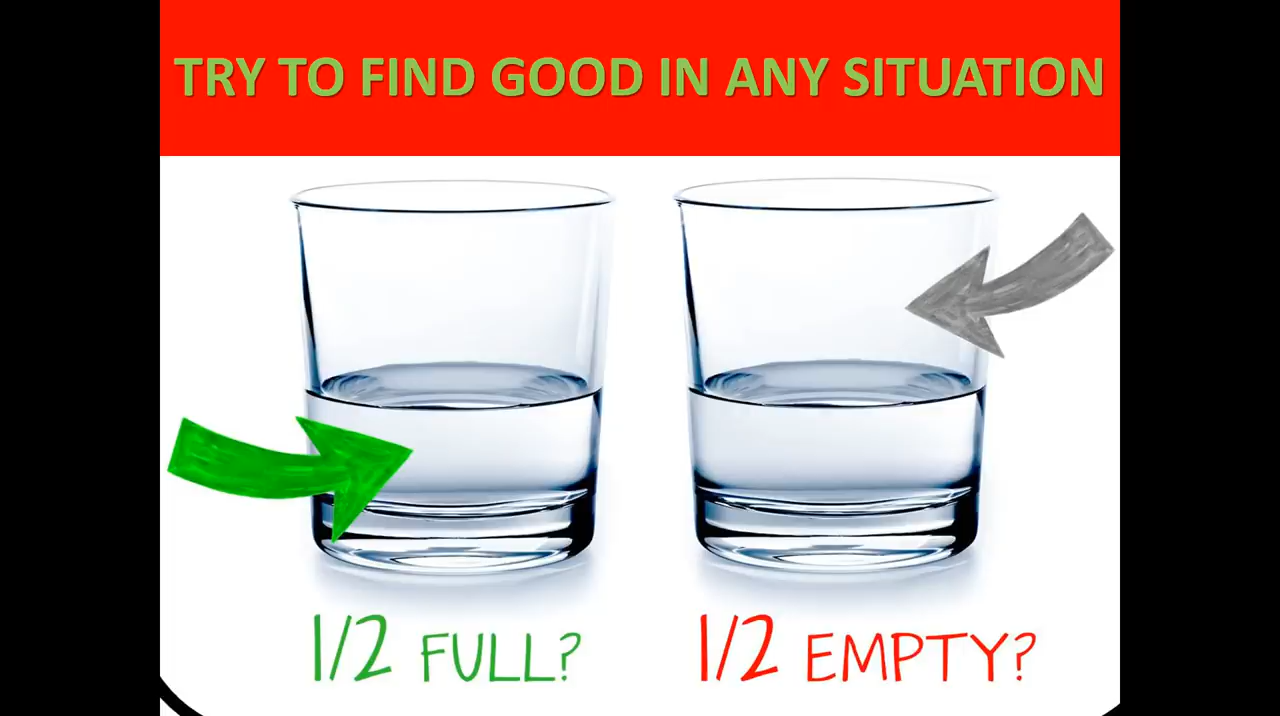 TRY TO FIND GOOD IN ANY SITUATION
1/2 FULL?
1/2 EMPTY?